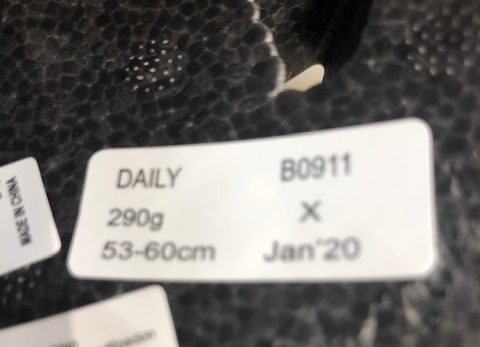 DAILY B0911
290g X
53-60cm Jan'20
MADE IN CHINA